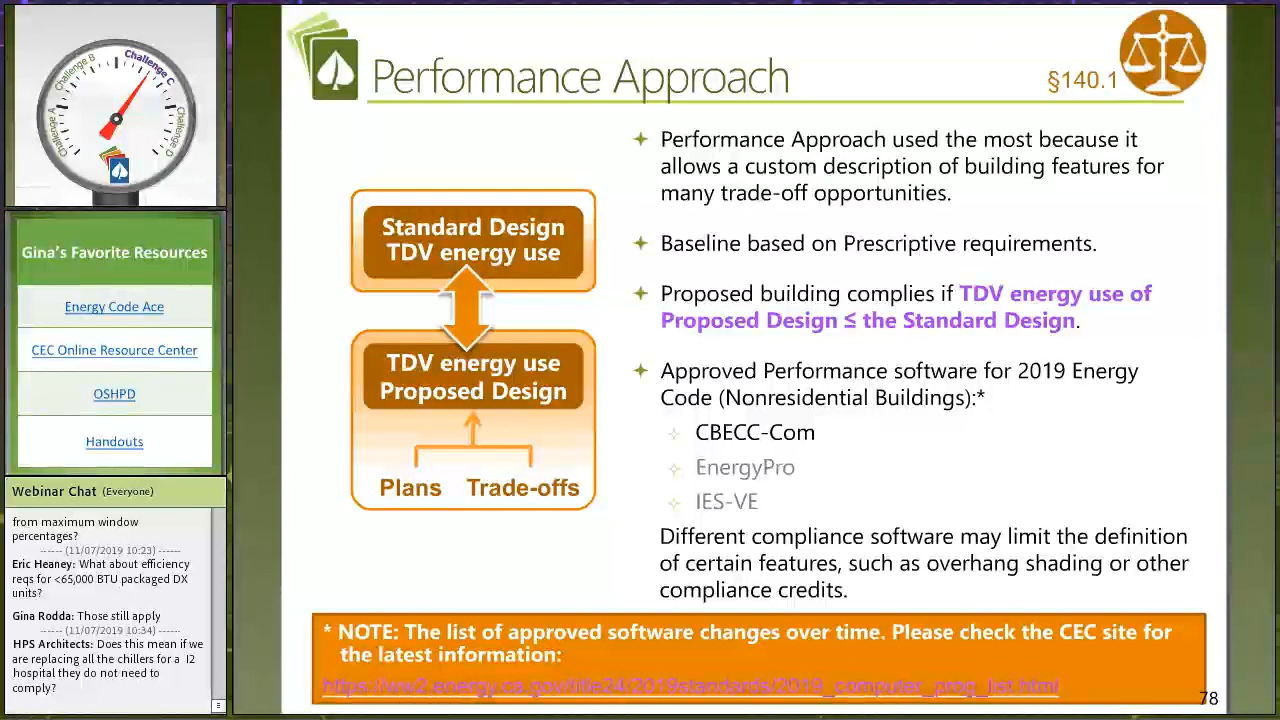 Challenge A
Challenge B
Challenge C
Challenge D
Gina's Favorite Resources
Energy Code Ace
CEC Online Resource Center
OSHPD
Handouts
Webinar Chat (Everyone)
from maximum window
percentages?
------ (11/07/2019 10:23) ------
Eric Heaney: What about efficiency
reqs for <65,000 BTU packaged DX
units?
Gina Rodda: Those still apply
------ (11/07/2019 10:34) ------
HPS Architects: Does this mean if we
are replacing all the chillers for a I2
hospital they do not need to
comply?
Performance Approach
§140.1
Standard Design
TDV energy use
TDV energy use
Proposed Design
Plans Trade-offs
Performance Approach used the most because it
allows a custom description of building features for
many trade-off opportunities.
Baseline based on Prescriptive requirements.
Proposed building complies if TDV energy use of
Proposed Design ≤ the Standard Design.
Approved Performance software for 2019 Energy
Code (Nonresidential Buildings):*
CBECC-Com
EnergyPro
IES-VE
Different compliance software may limit the definition
of certain features, such as overhang shading or other
compliance credits.
* NOTE: The list of approved software changes over time. Please check the CEC site for
the latest information:
https://ww2.energy.ca.gov/title24/2019standards/2019_computer_prog_list.html
78